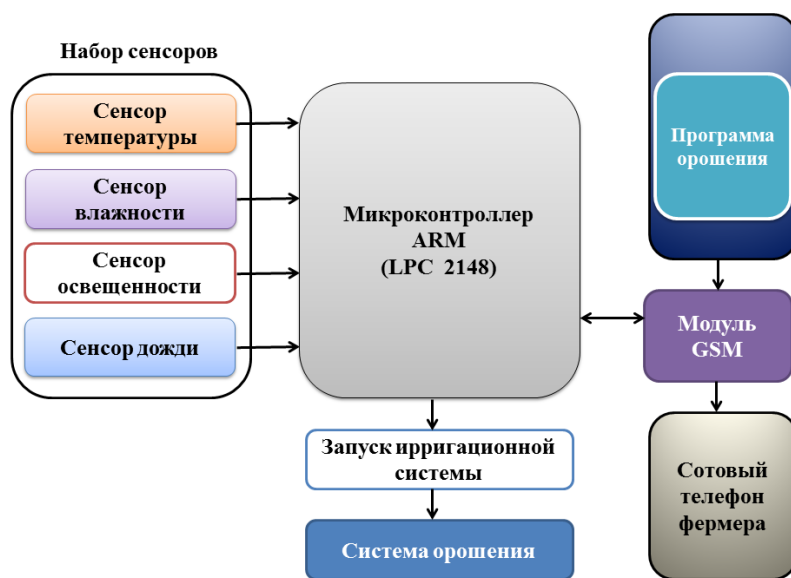 Набор сенсоров
Сенсор
температуры
Сенсор
влажности
Сенсор
освещенности
Сенсор дожди
Микроконтроллер
ARM
(LPC 2148)
Запуск ирригационной
системы
Система орошения
Программа
орошения
Модуль
GSM
Сотовый
телефон
фермера